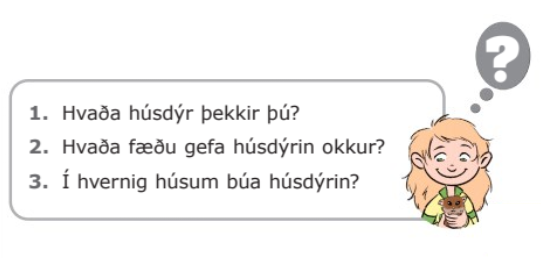 ?
1. Hvaða húsdýr þekkir þú?
2. Hvaða fæðu gefa húsdýrin okkur?
3. Í hvernig húsum búa húsdýrin?